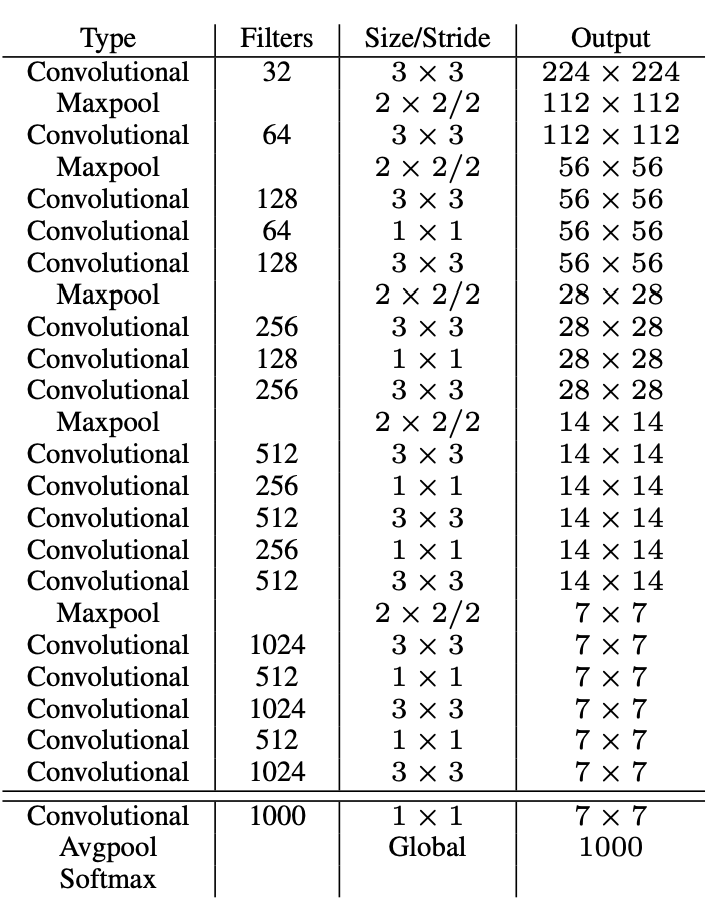 Type Filters Size/Stride Output
Convolutional 32 3 × 3 224 × 224
Maxpool 2 × 2/2 112 × 112
Convolutional 64 3 × 3 112 × 112
Maxpool 2 × 2/2 56 × 56
Convolutional 128 3 × 3 56 × 56
Convolutional 64 1 × 1 56 × 56
Convolutional 128 3 × 3 56 × 56
Maxpool 2 × 2/2 28 × 28
Convolutional 256 3 × 3 28 × 28
Convolutional 128 1 × 1 28 × 28
Convolutional 256 3 × 3 28 × 28
Maxpool 2 × 2/2 14 × 14
Convolutional 512 3 × 3 14 × 14
Convolutional 256 1 × 1 14 × 14
Convolutional 512 3 × 3 14 × 14
Convolutional 256 1 × 1 14 × 14
Convolutional 512 3 × 3 14 × 14
Maxpool 2 × 2/2 7 × 7
Convolutional 1024 3 × 3 7 × 7
Convolutional 512 1 × 1 7 × 7
Convolutional 1024 3 × 3 7 × 7
Convolutional 512 1 × 1 7 × 7
Convolutional 1024 3 × 3 7 × 7
Convolutional 1000 1 × 1 7 × 7
Avgpool Global 1000
Softmax